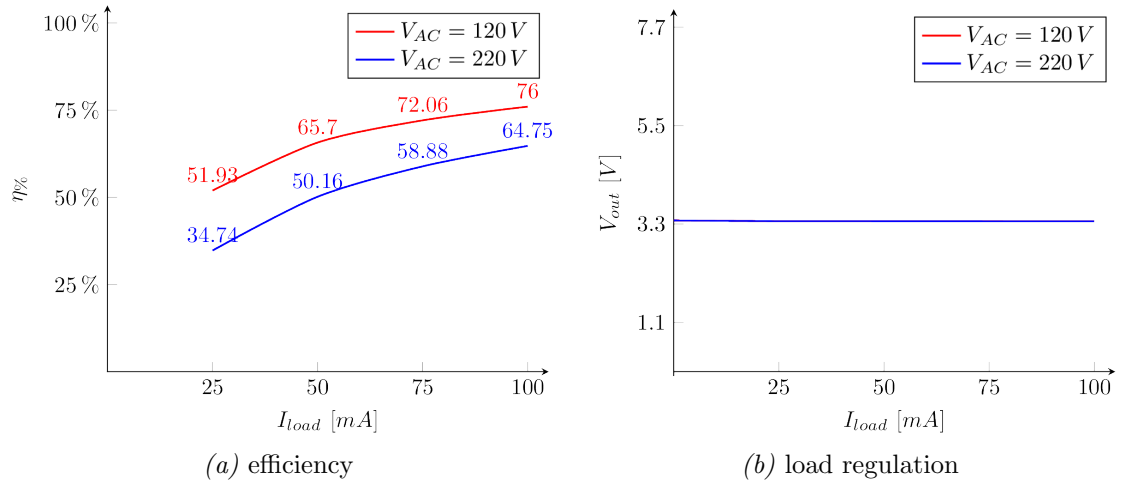 100 %
75 %
50 %
25 %
η%
25
50
75
100
I_load [mA]
V_AC = 120 V
V_AC = 220 V
51.93
65.7
72.06
76
34.74
50.16
58.88
64.75
(a) efficiency
7.7
5.5
3.3
1.1
V_out [V]
25
50
75
100
I_load [mA]
V_AC = 120 V
V_AC = 220 V
(b) load regulation